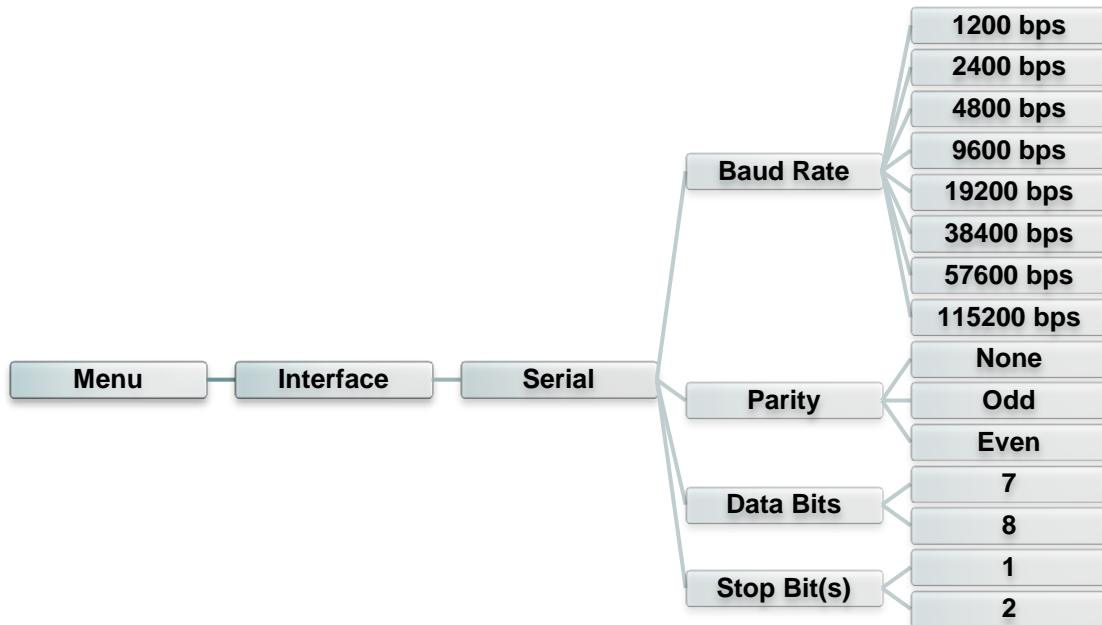 1200 bps
2400 bps
4800 bps
9600 bps
Baud Rate
19200 bps
38400 bps
57600 bps
115200 bps
Menu
Interface
Serial
None
Parity
Odd
Even
Data Bits
7
8
Stop Bit(s)
1
2